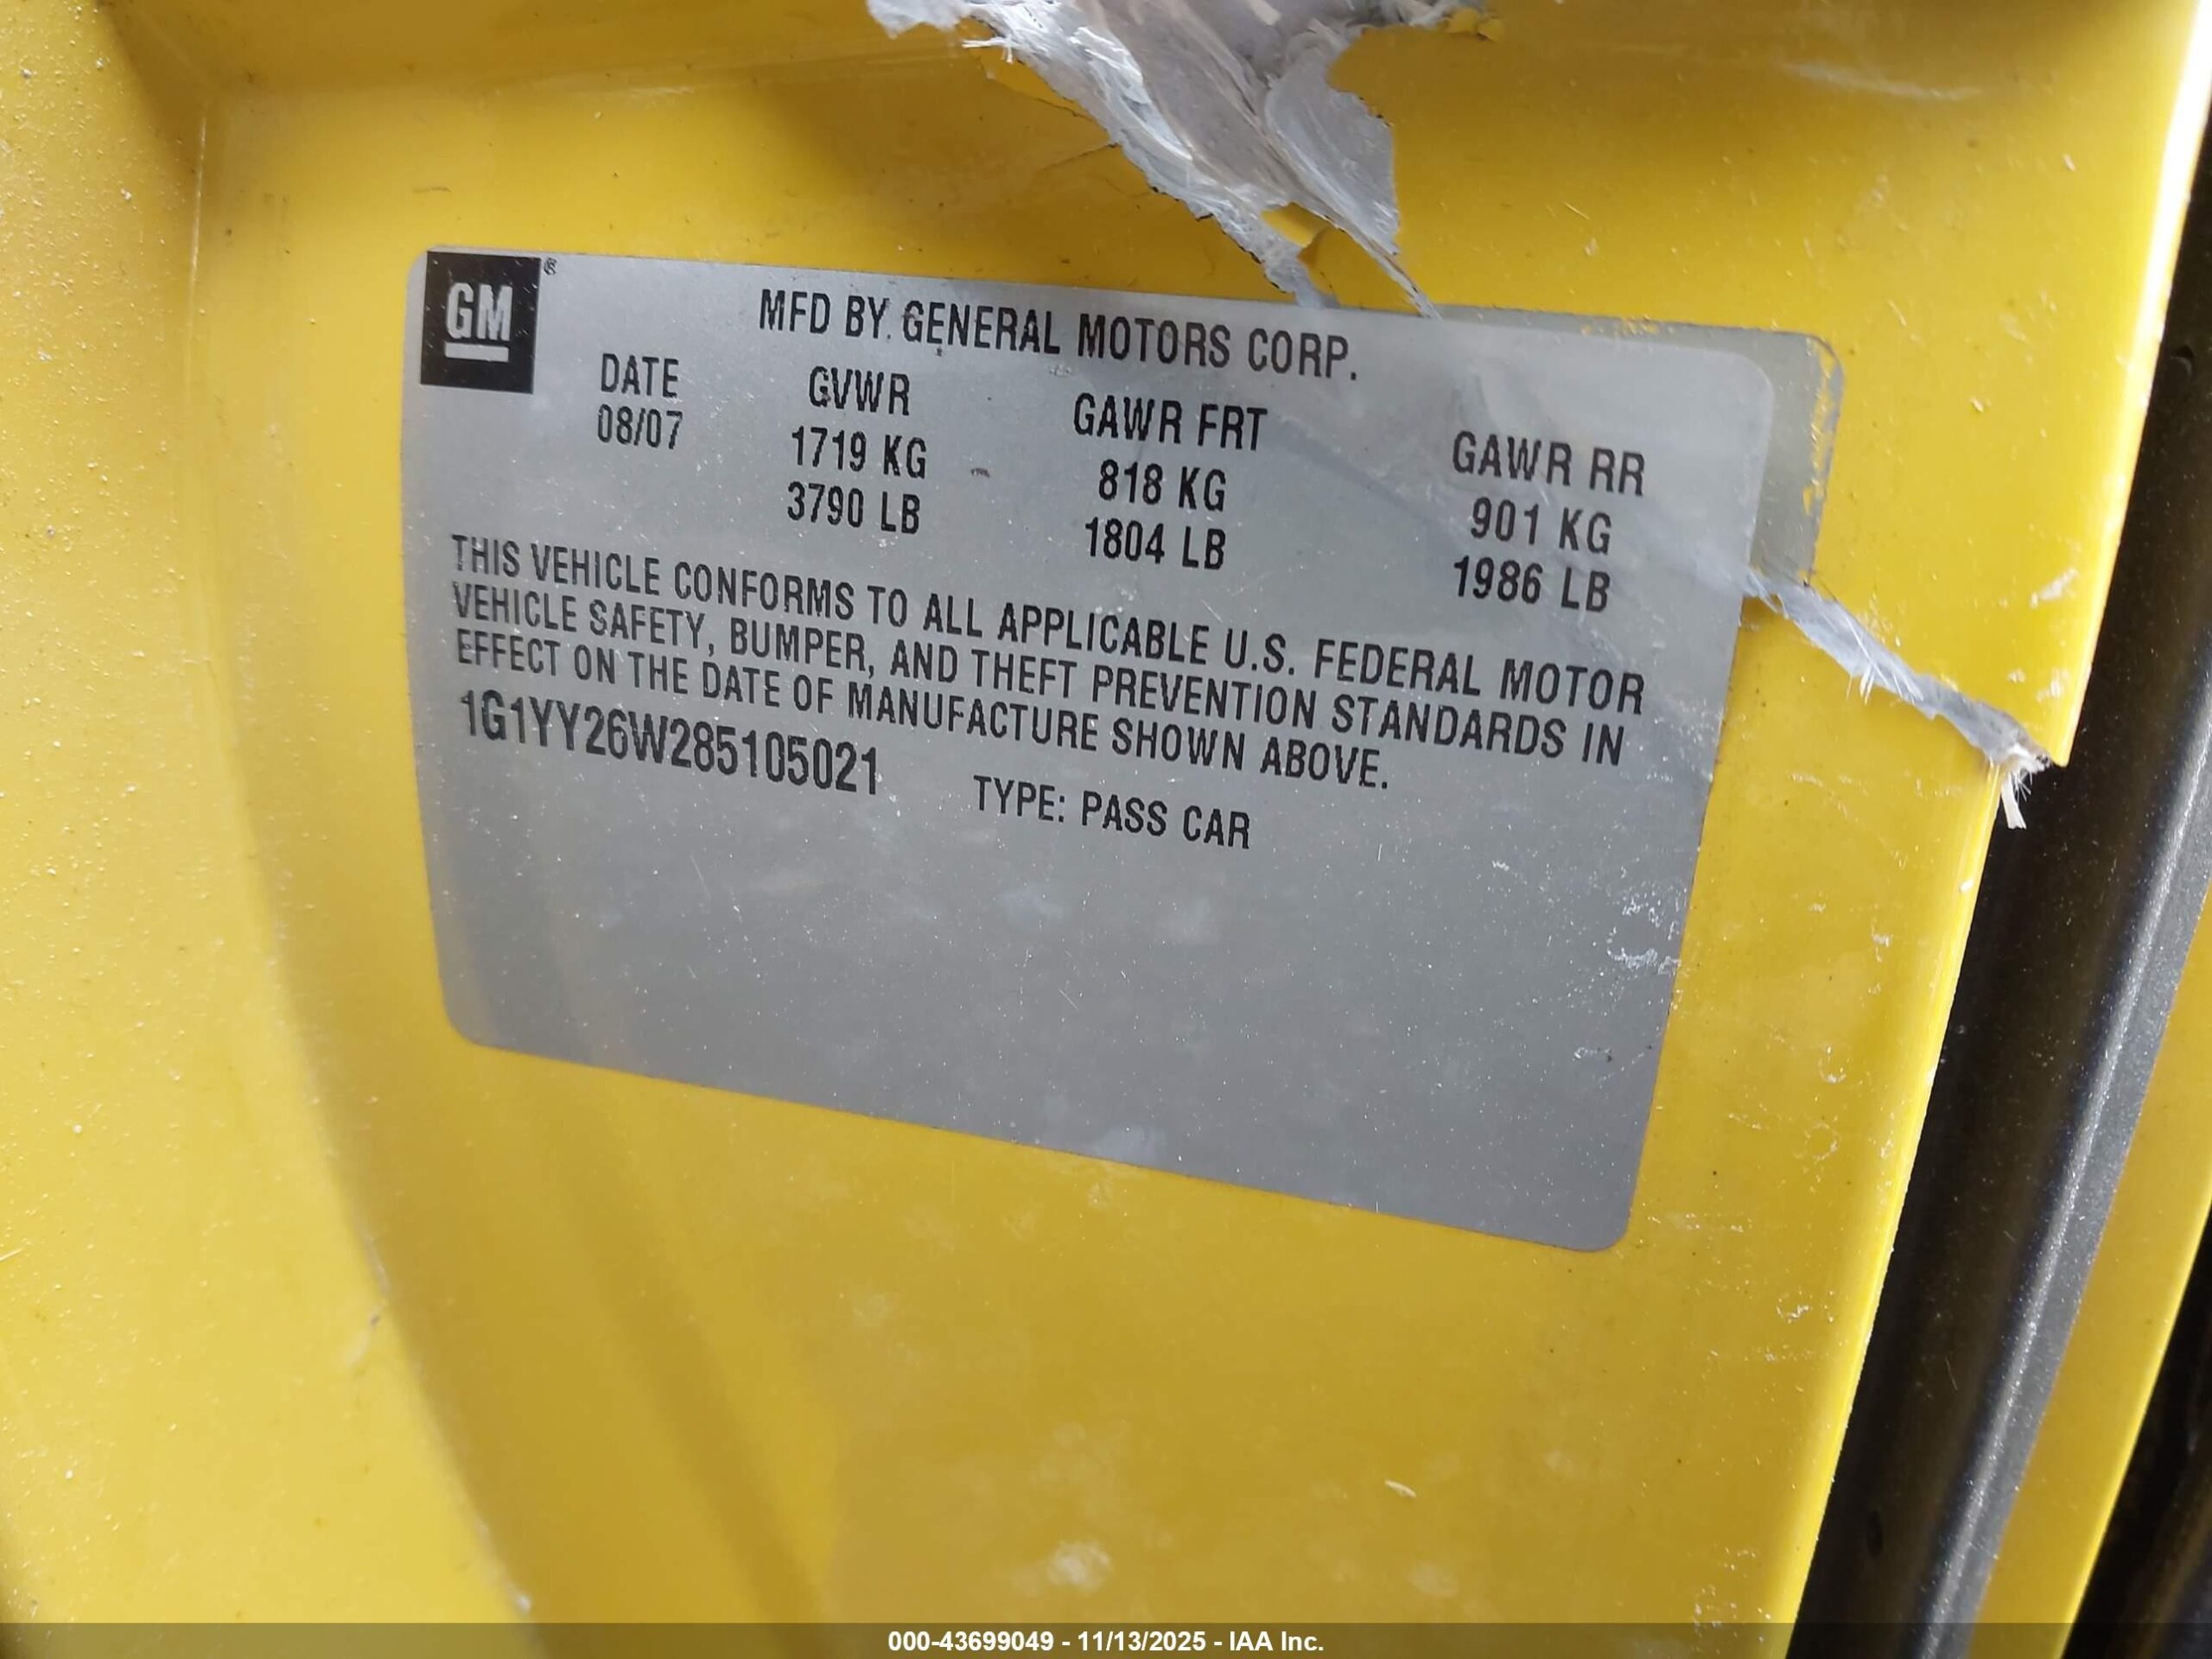 GM ®
MFD BY GENERAL MOTORS CORP.
DATE GVWR GAWR FRT GAWR RR
08/07 1719 KG 818 KG 901 KG
3790 LB 1804 LB 1986 LB
THIS VEHICLE CONFORMS TO ALL APPLICABLE U.S. FEDERAL MOTOR
VEHICLE SAFETY, BUMPER, AND THEFT PREVENTION STANDARDS IN
EFFECT ON THE DATE OF MANUFACTURE SHOWN ABOVE.
1G1YY26W285105021 TYPE: PASS CAR
000-43699049 - 11/13/2025 - IAA Inc.